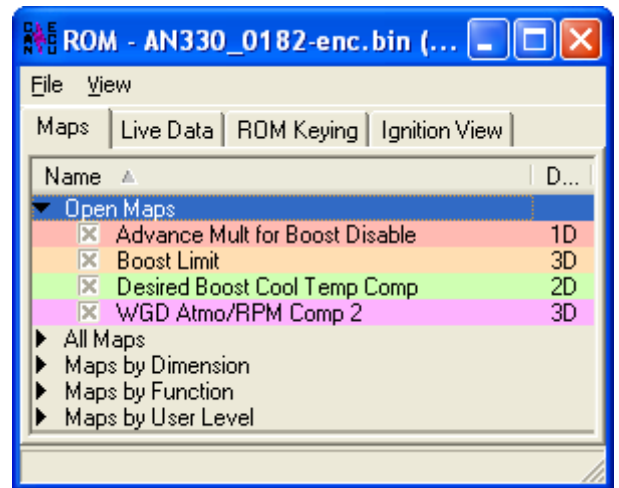 ROM - AN330_0182-enc.bin (...
File View
Maps Live Data ROM Keying Ignition View
Name D...
Open Maps
Advance Mult for Boost Disable 1D
Boost Limit 3D
Desired Boost Cool Temp Comp 2D
WGD Atmo/RPM Comp 2 3D
All Maps
Maps by Dimension
Maps by Function
Maps by User Level